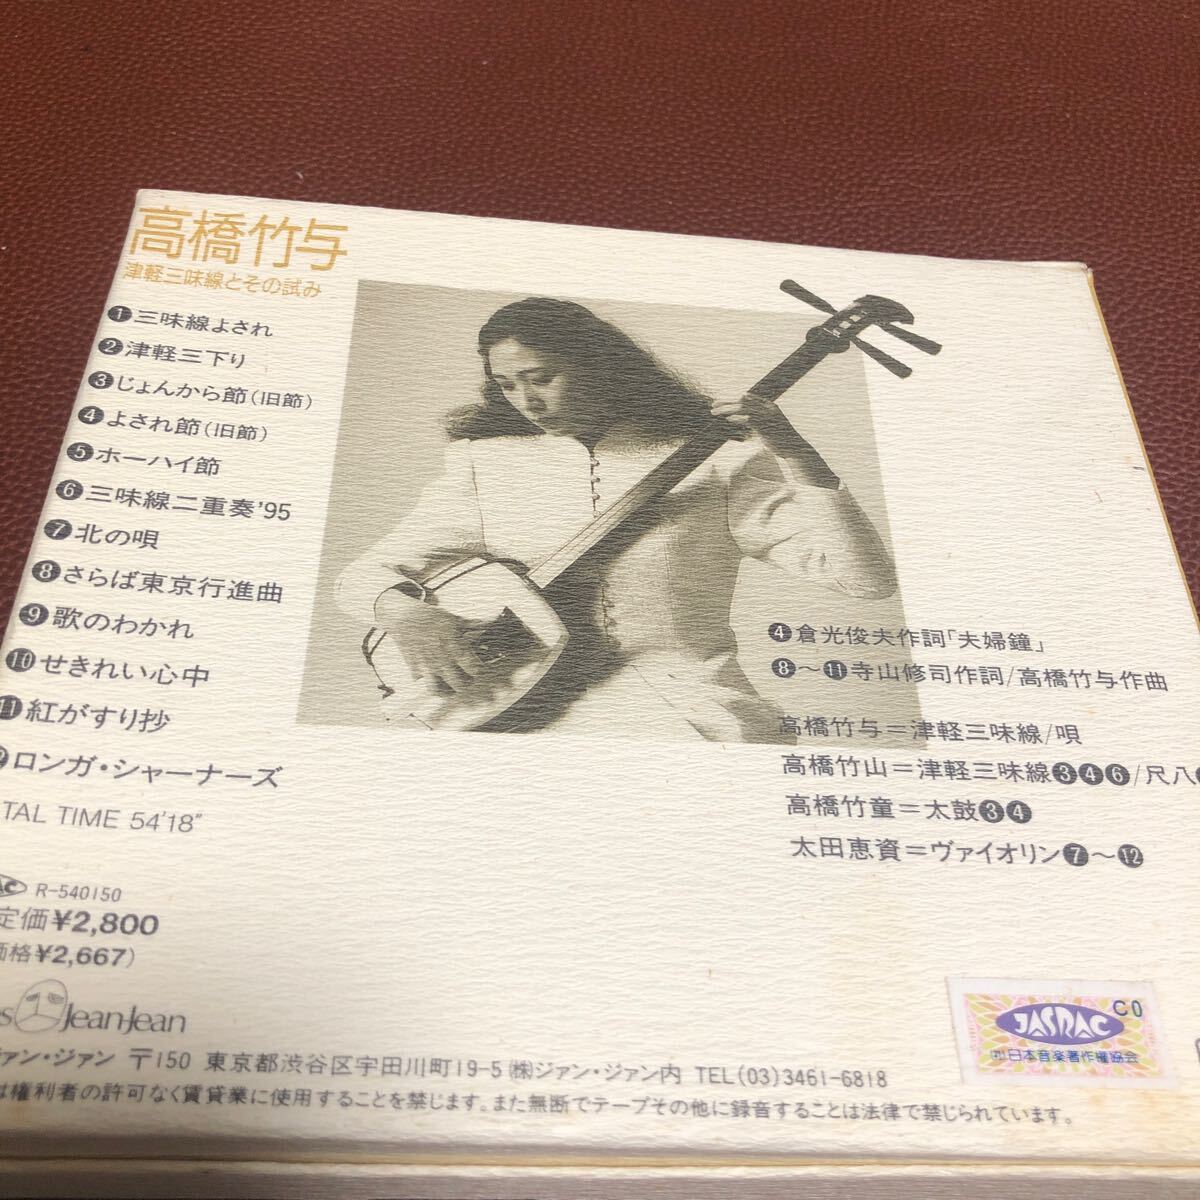 高橋竹与
津軽三味線とその試み
❶三味線よされ
❷津軽三下り
❸じょんから節(旧節)
❹よされ節(旧節)
❺ホーハイ節
❻三味線二重奏'95
❼北の唄
❽さらば東京行進曲
❾歌のわかれ
❿せきれい心中
⓫紅がすり抄
ロンガ・シャーナーズ
TAL TIME 54'18"
R-540150
定価¥2,800
価格¥2,667)
JeanJean
ァン・ジァン 〒150 東京都渋谷区宇田川町19-5 ㈱ジァン・ジァン内 TEL(03)3461-6818
は権利者の許可なく賃貸業に使用することを禁じます。また無断でテープその他に録音することは法律で禁じられています。
❹倉光俊夫作詞「夫婦鐘」
❽〜⓫寺山修司作詞/高橋竹与作曲
高橋竹与=津軽三味線/唄
高橋竹山=津軽三味線❸❹❻/尺八
高橋竹童=太鼓❸❹
太田恵資=ヴァイオリン❼〜⓬
CO
JASRAC
日本音楽著作権協会